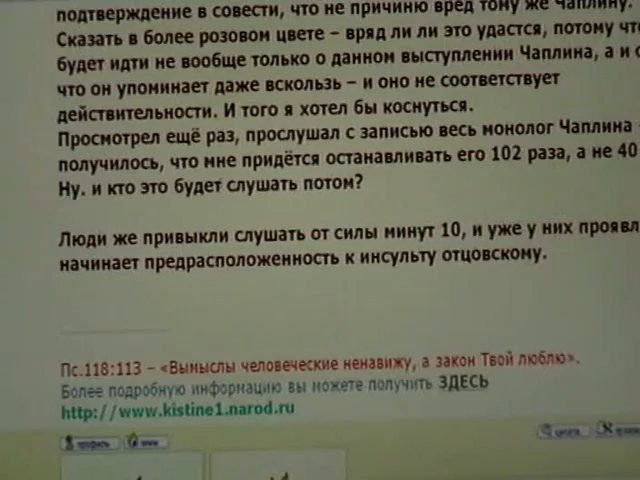 подтверждение в совести, что не причиню вред тому же Чаплину.
Сказать в более розовом цвете – вряд ли ли это удастся, потому чт
будет идти не вообще только о данном выступлении Чаплина, а и о
что он упоминает даже вскользь – и оно не соответствует
действительности. И того я хотел бы коснуться.
Просмотрел ещё раз, прослушал с записью весь монолог Чаплина –
получилось, что мне придётся останавливать его 102 раза, а не 40
Ну. и кто это будет слушать потом?
Люди же привыкли слушать от силы минут 10, и уже у них проявл
начинает предрасположенность к инсульту отцовскому.
Пс.118:113 – «Вымыслы человеческие ненавижу, а закон Твой люблю».
Более подробную информацию вы можете получить ЗДЕСЬ
http://www.kistine1.narod.ru
профиль www цитата